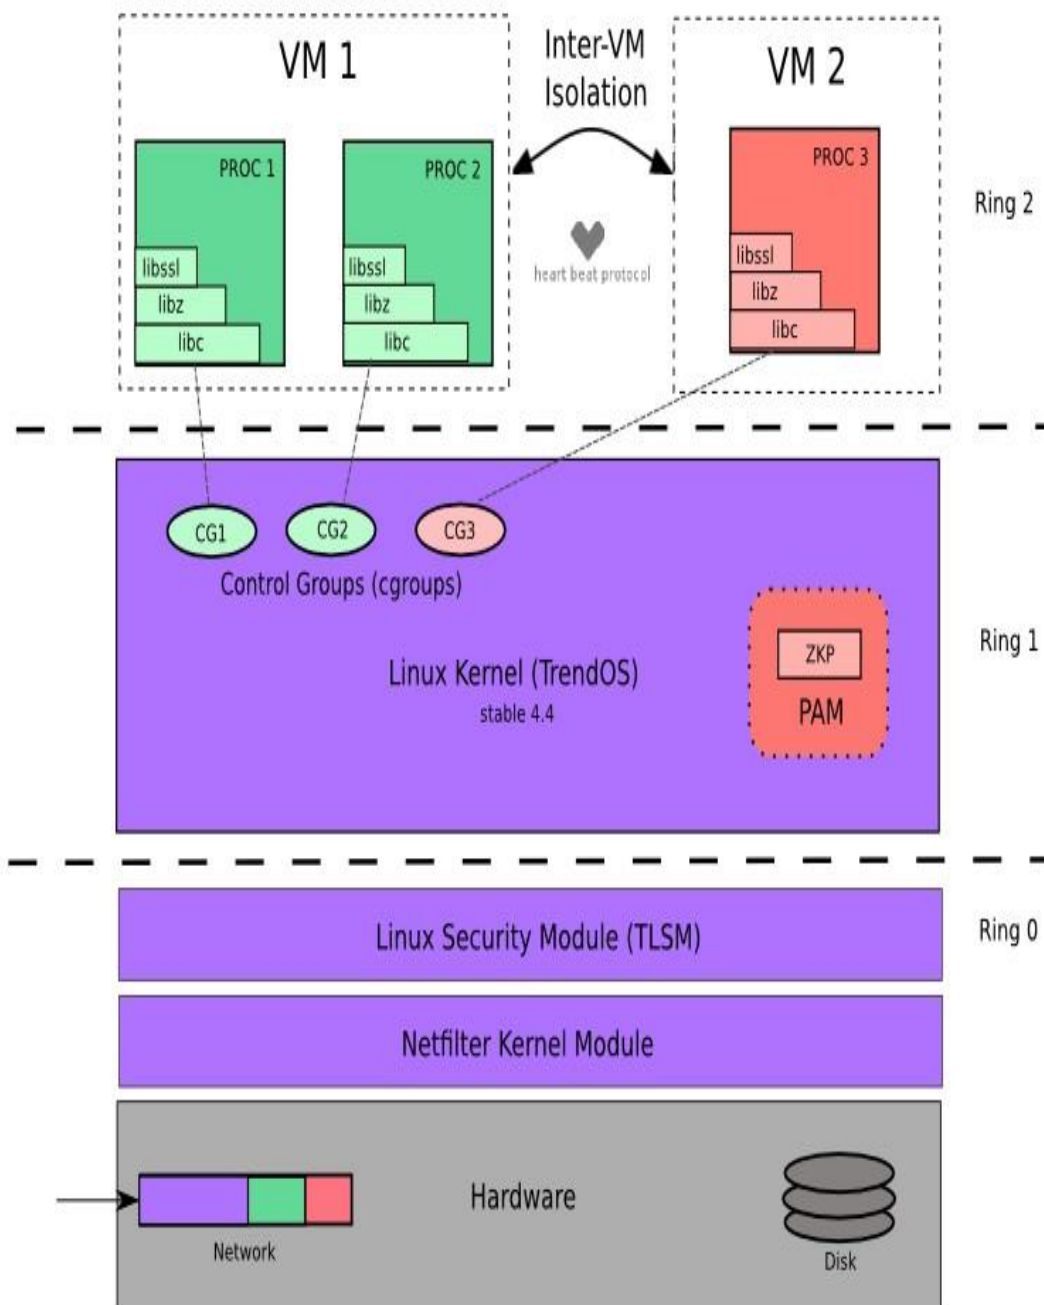 VM 1
Inter-VM
Isolation
VM 2
PROC 1
PROC 2
PROC 3
Ring 2
libssl
libz
libc
libssl
libz
libc
heart beat protocol
libssl
libz
libc
CG1
CG2
CG3
Control Groups (cgroups)
Linux Kernel (TrendOS)
stable 4.4
ZKP
PAM
Ring 1
Linux Security Module (TLSM)
Ring 0
Netfilter Kernel Module
Hardware
Network
Disk